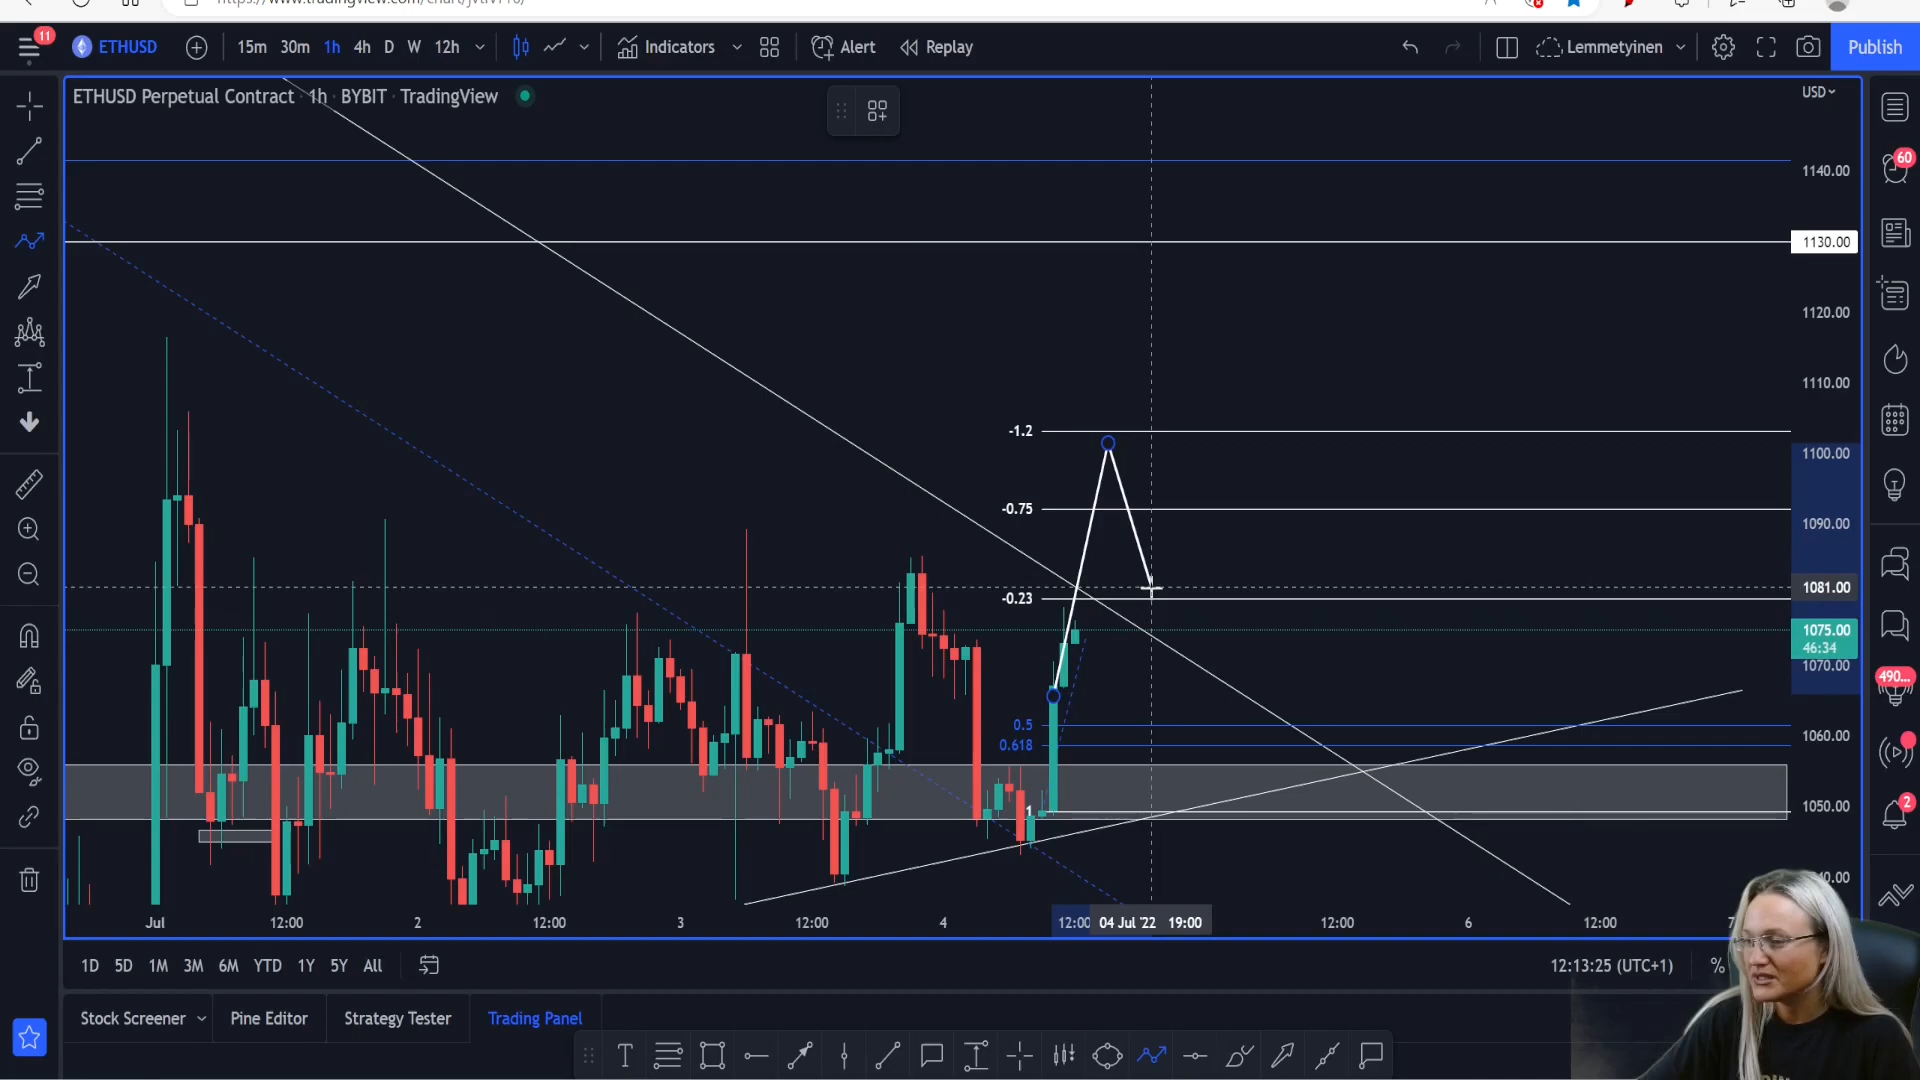 11
ETHUSD
15m 30m 1h 4h D W 12h
Indicators
Alert
Replay
Lemmetyinen
Publish
ETHUSD Perpetual Contract · 1h · BYBIT · TradingView
USD
1140.00
1130.00
1120.00
1110.00
1100.00
1090.00
1081.00
1075.00
46:34
1070.00
1060.00
1050.00
-1.2
-0.75
-0.23
0.5
0.618
1
60
490...
2
Jul 12:00 2 12:00 3 12:00 4 12:00 04 Jul '22 19:00 12:00 6 12:00
1D 5D 1M 3M 6M YTD 1Y 5Y All
12:13:25 (UTC+1) %
Stock Screener Pine Editor Strategy Tester Trading Panel